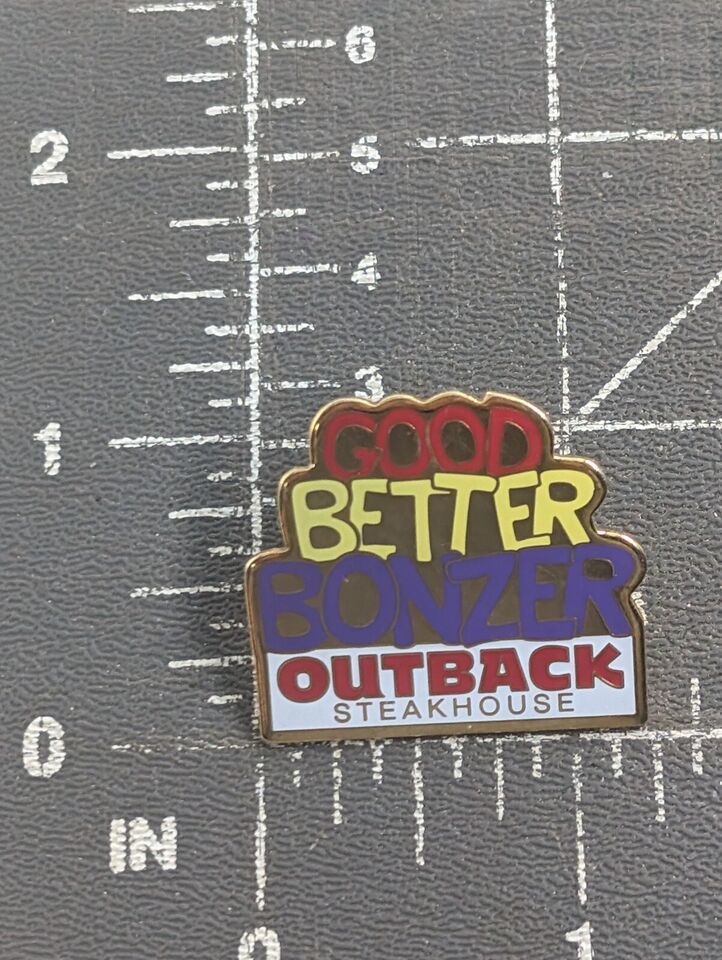 6
2
5
4
3
1
GOOD
BETTER
BONZER
OUTBACK
STEAKHOUSE
0
IN
0 1